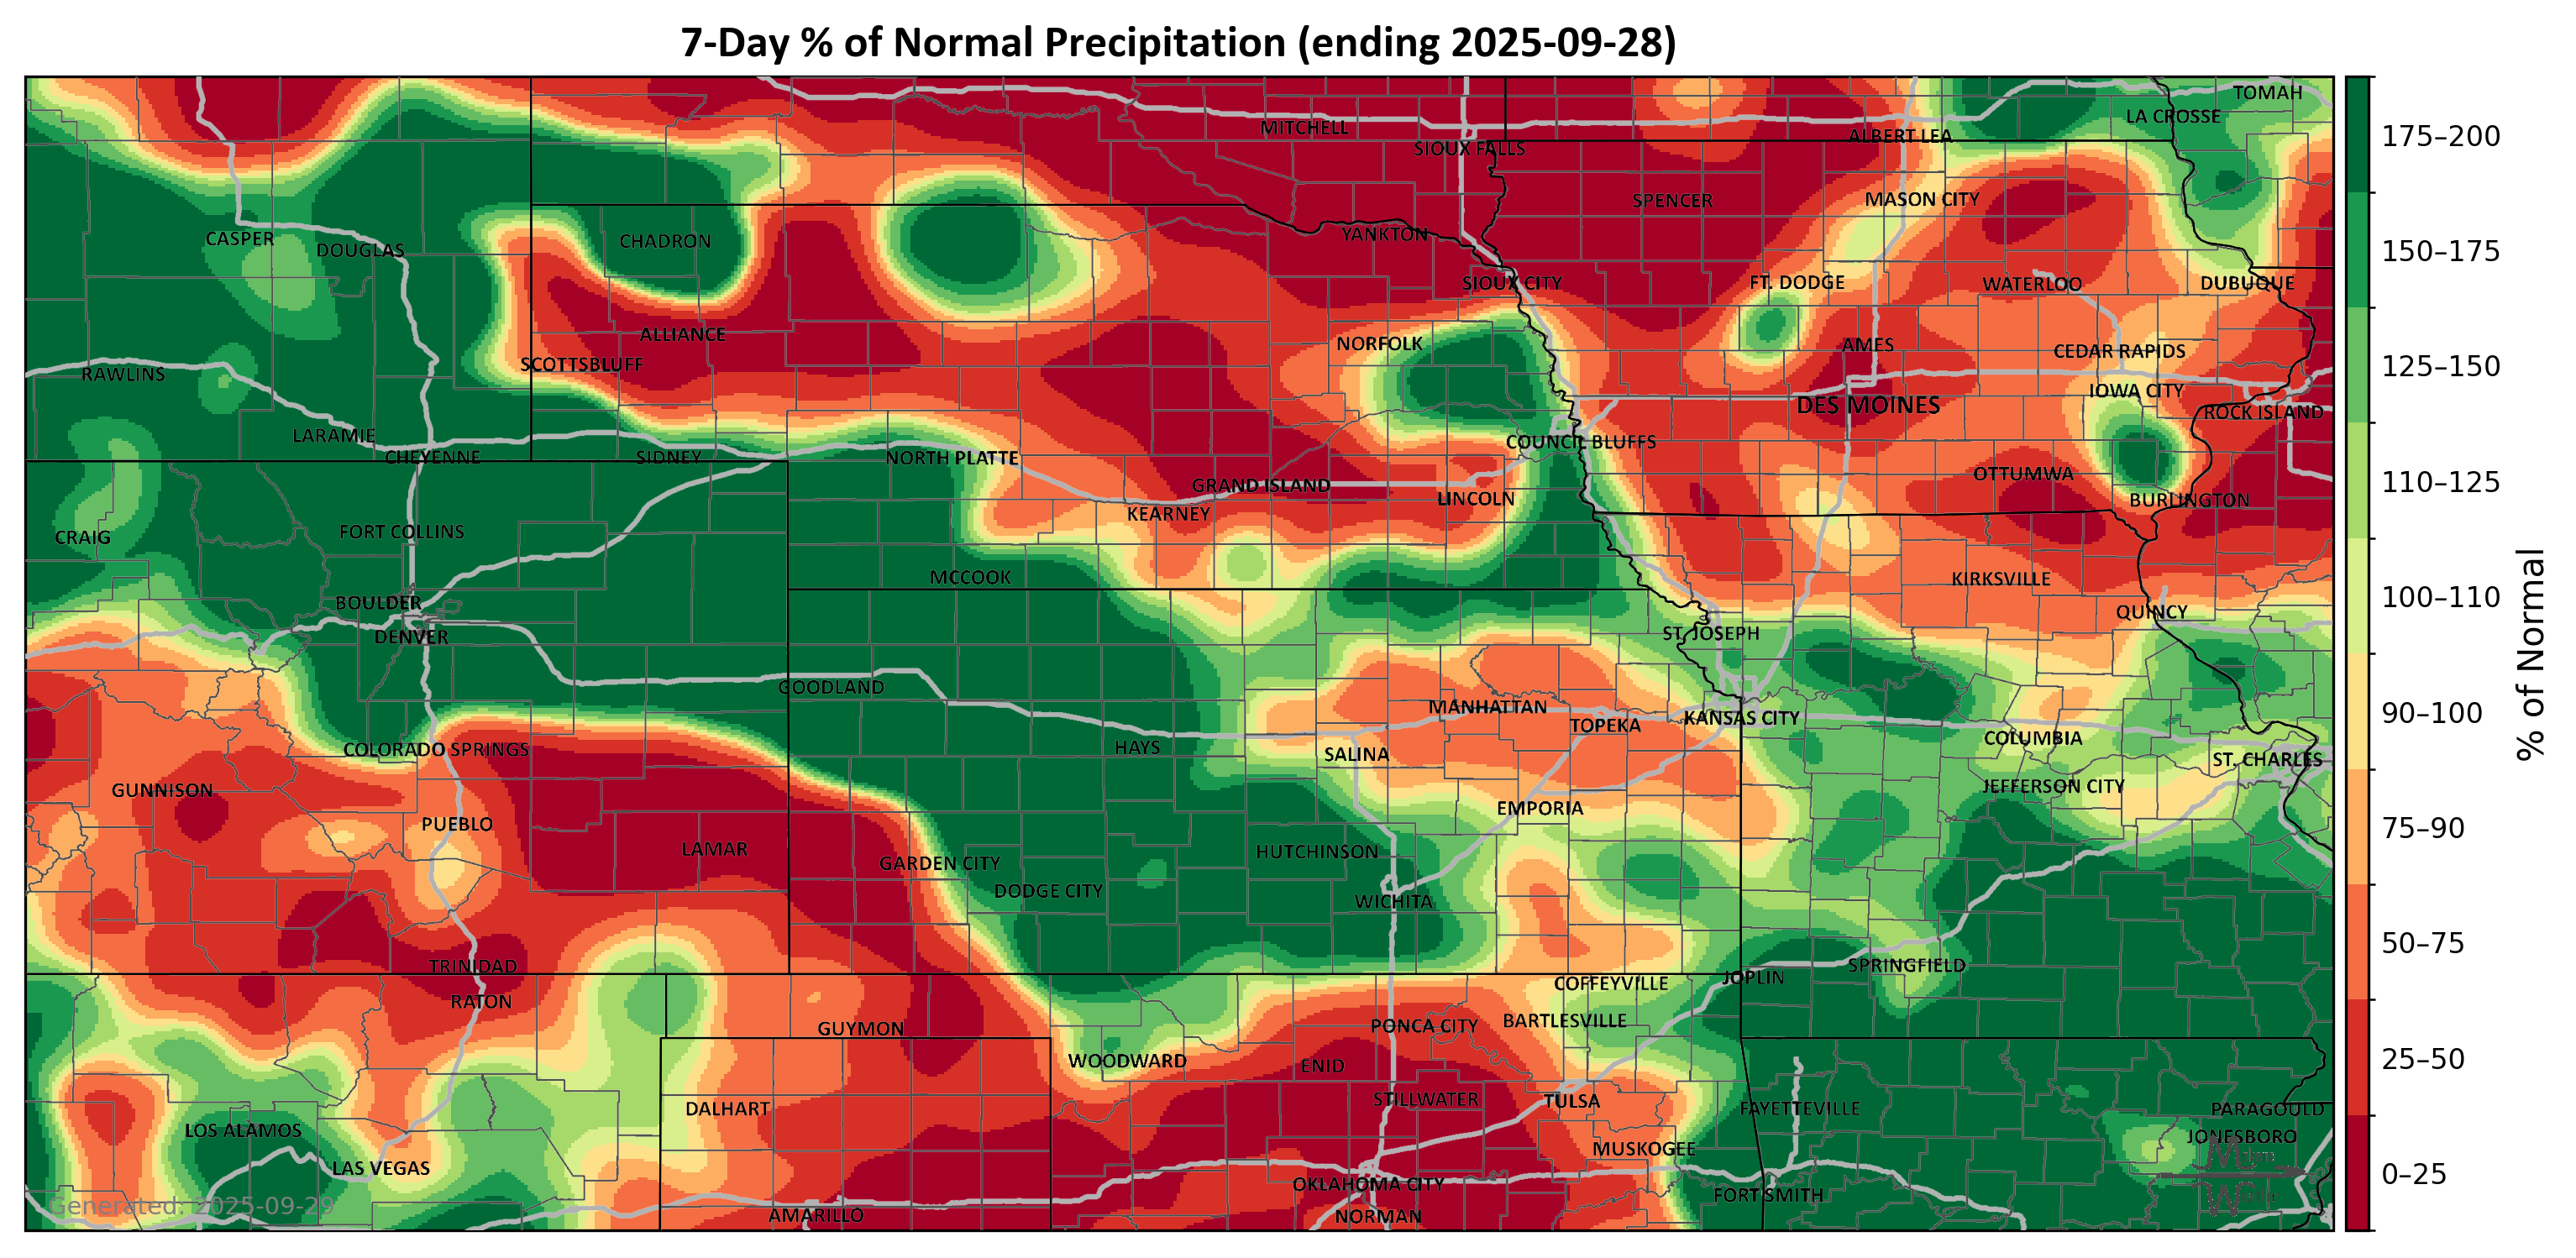 7-Day % of Normal Precipitation (ending 2025-09-28)
TOMAH
LA CROSSE
MITCHELL
ALBERT LEA
SIOUX FALLS
SPENCER
MASON CITY
CASPER
DOUGLAS
CHADRON
YANKTON
SIOUX CITY
FT. DODGE
WATERLOO
DUBUQUE
ALLIANCE
NORFOLK
AMES
CEDAR RAPIDS
SCOTTSBLUFF
RAWLINS
IOWA CITY
DES MOINES
ROCK ISLAND
LARAMIE
COUNCIL BLUFFS
CHEYENNE
SIDNEY
NORTH PLATTE
OTTUMWA
GRAND ISLAND
LINCOLN
BURLINGTON
KEARNEY
CRAIG
FORT COLLINS
MCCOOK
KIRKSVILLE
BOULDER
QUINCY
DENVER
ST. JOSEPH
GOODLAND
MANHATTAN
TOPEKA
KANSAS CITY
COLUMBIA
COLORADO SPRINGS
HAYS
SALINA
ST. CHARLES
GUNNISON
JEFFERSON CITY
EMPORIA
PUEBLO
LAMAR
HUTCHINSON
GARDEN CITY
DODGE CITY
WICHITA
TRINIDAD
SPRINGFIELD
JOPLIN
COFFEYVILLE
RATON
GUYMON
PONCA CITY
BARTLESVILLE
WOODWARD
ENID
STILLWATER
TULSA
DALHART
FAYETTEVILLE
PARAGOULD
LOS ALAMOS
JONESBORO
MUSKOGEE
LAS VEGAS
OKLAHOMA CITY
FORT SMITH
AMARILLO
NORMAN
Generated: 2025-09-29
175–200
150–175
125–150
110–125
100–110
90–100
75–90
50–75
25–50
0–25
% of Normal